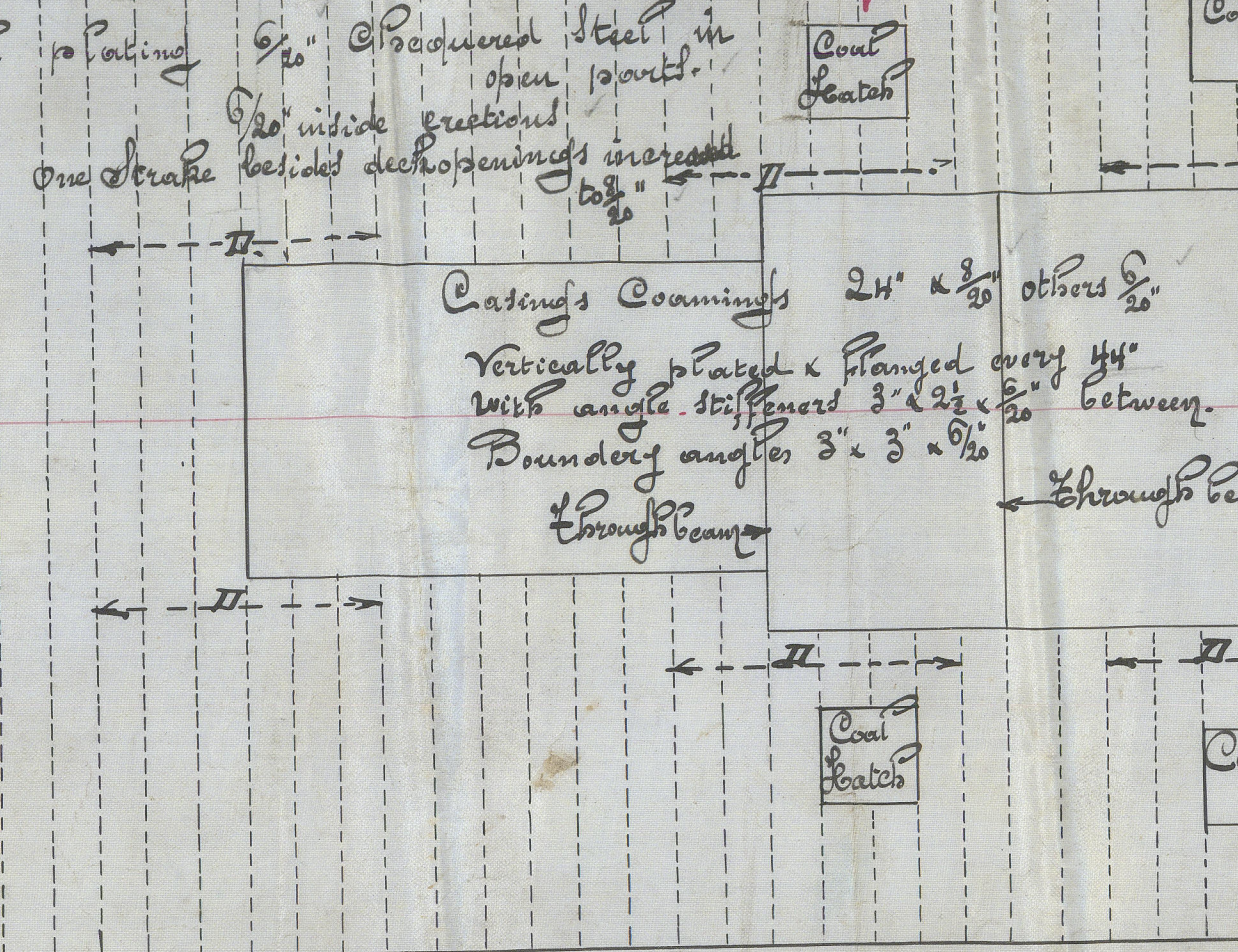 plating 6/20" Chequered Steel in
open parts.
6/20" inside erections
One Strake besides deckopenings increased
to 8/20"
Coal
Hatch
Co
II
II
Casings Coamings 24" x 8/20" others 6/20"
Vertically plated & flanged every 44"
with angle stiffeners 3" x 2½ x 6/20" between.
Boundery angles 3" x 3" x 6/20"
Through beam
Through be
II
II
II
Coal
Hatch
C